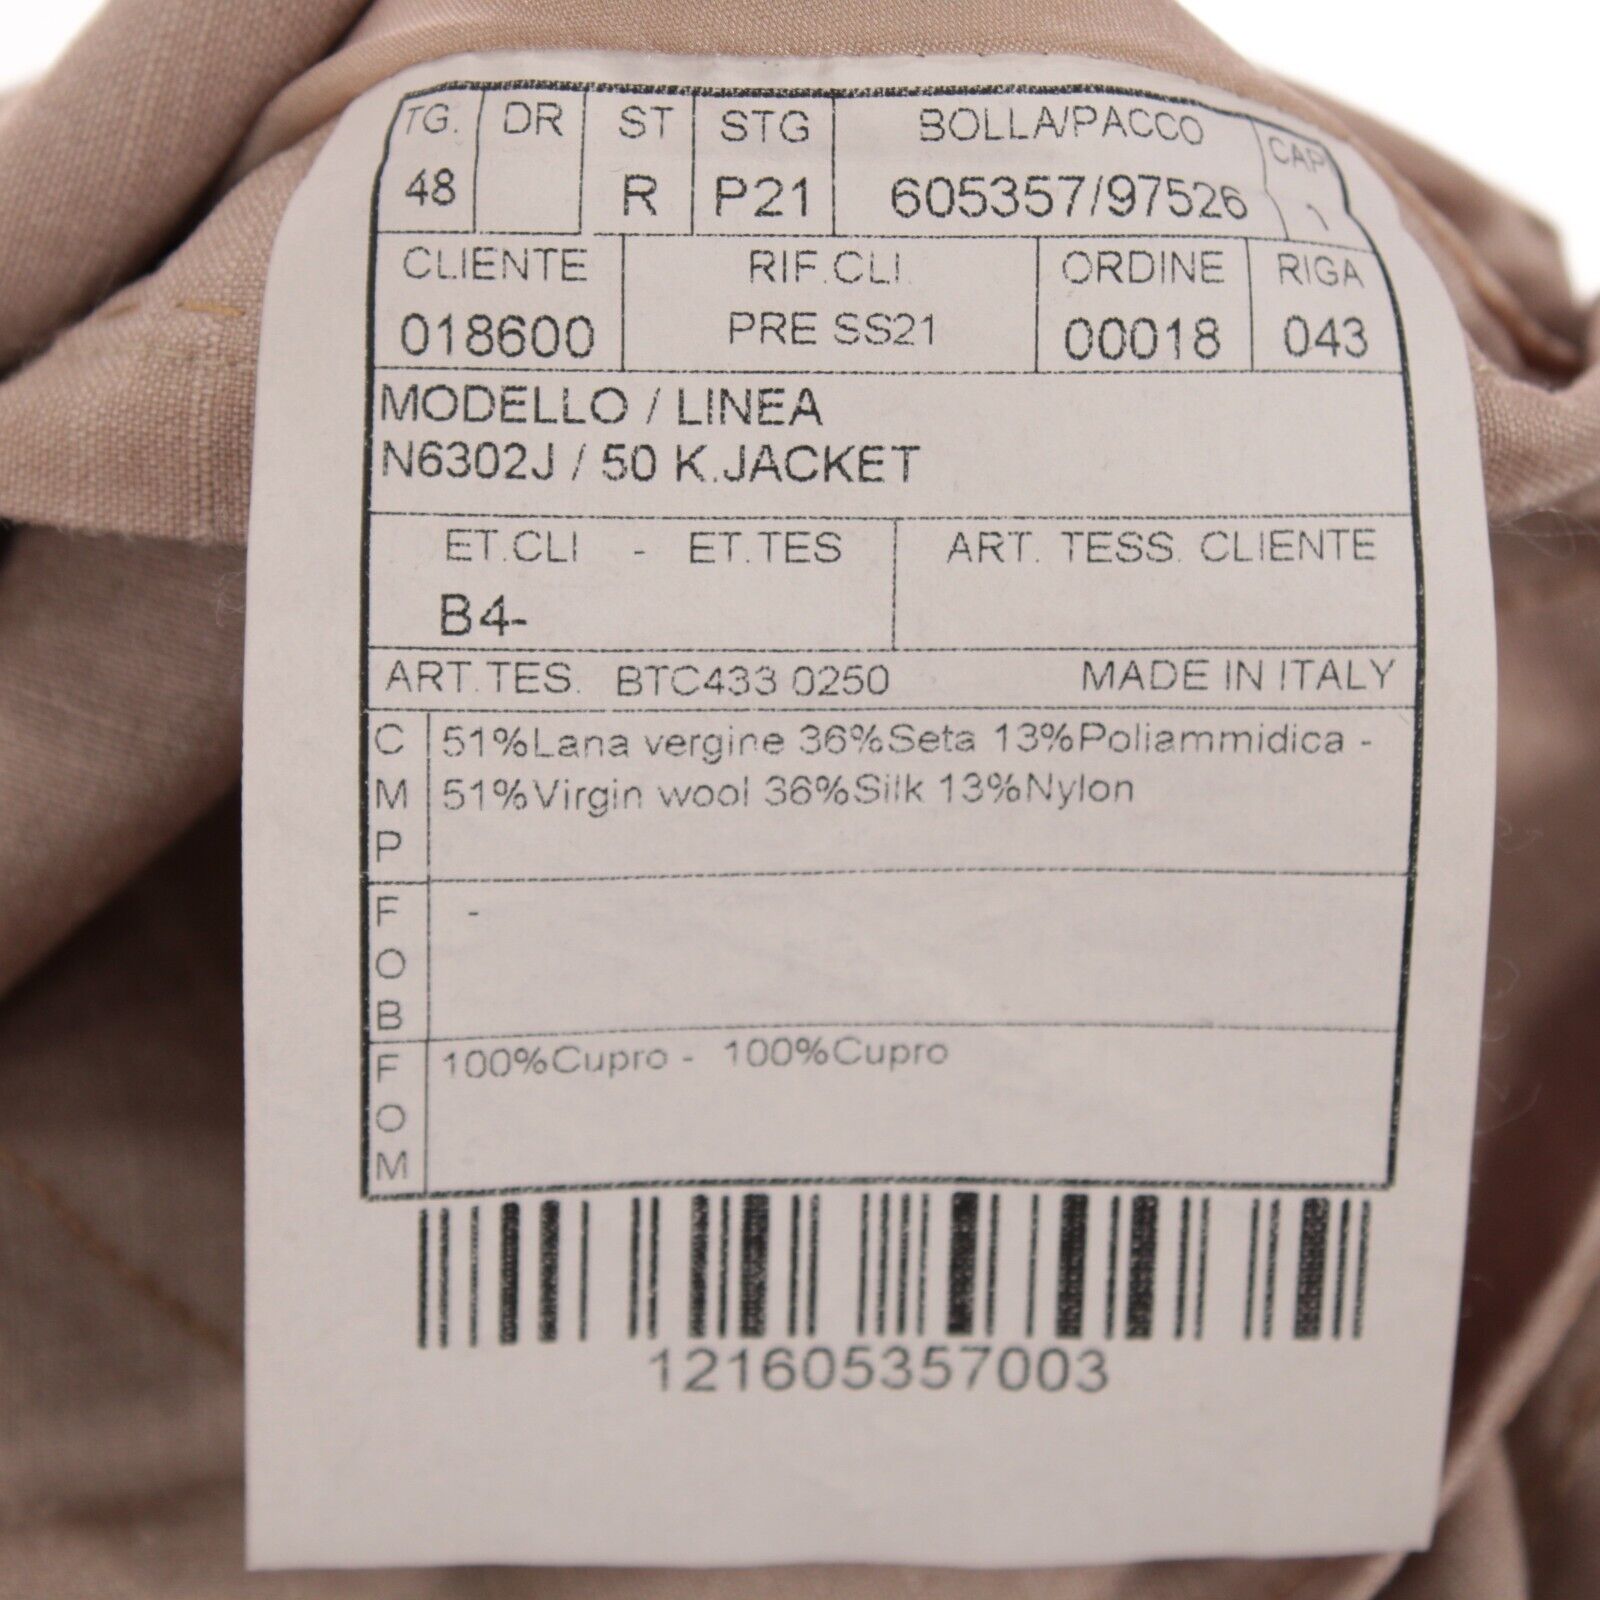 TG. DR ST STG BOLLA/PACCO CAP
48 R P21 605357/97526 1
CLIENTE RIF.CLI. ORDINE RIGA
018600 PRE SS21 00018 043
MODELLO / LINEA
N6302J / 50 K.JACKET
ET.CLI - ET.TES ART. TESS. CLIENTE
B4-
ART.TES. BTC433 0250 MADE IN ITALY
CMP 51%Lana vergine 36%Seta 13%Poliammidica -
51%Virgin wool 36%Silk 13%Nylon
FOB -
FOM 100%Cupro - 100%Cupro
121605357003